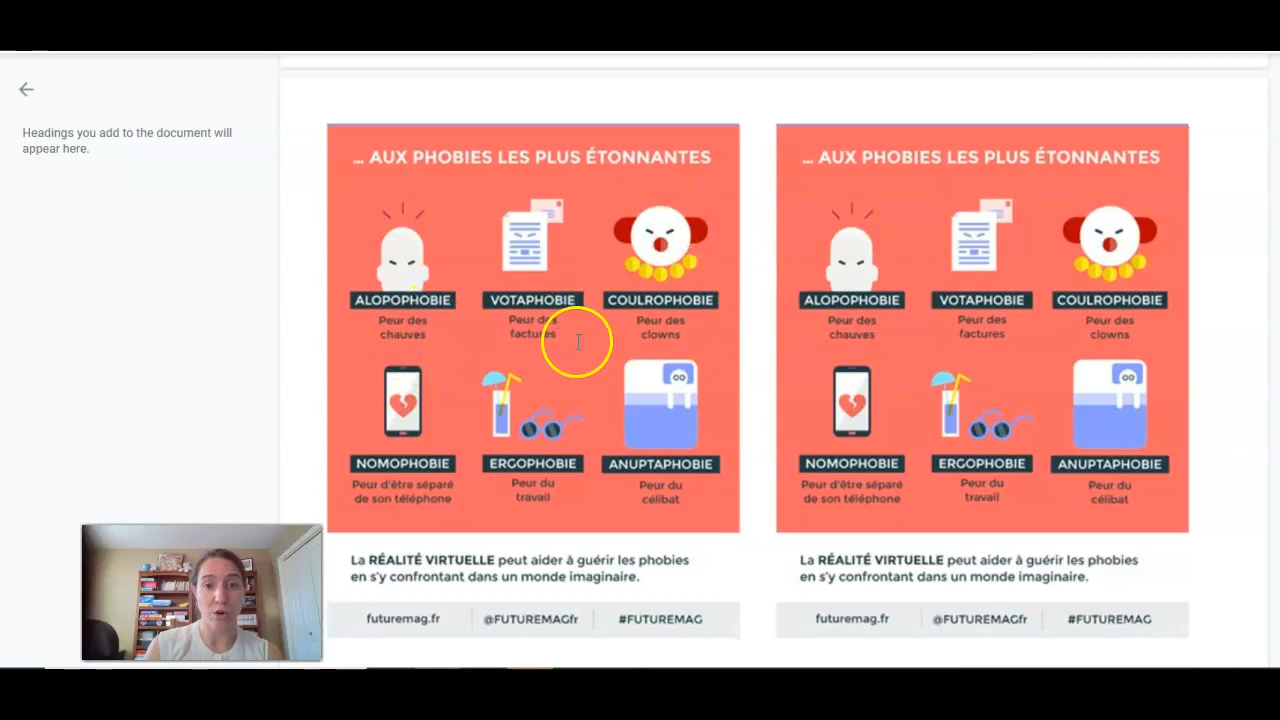 Headings you add to the document will
appear here.
... AUX PHOBIES LES PLUS ÉTONNANTES
ALOPOPHOBIE
Peur des
chauves
VOTAPHOBIE
Peur des
factures
COULROPHOBIE
Peur des
clowns
NOMOPHOBIE
Peur d'être séparé
de son téléphone
ERGOPHOBIE
Peur du
travail
ANUPTAPHOBIE
Peur du
célibat
La RÉALITÉ VIRTUELLE peut aider à guérir les phobies
en s'y confrontant dans un monde imaginaire.
futuremag.fr
@FUTUREMAGfr
#FUTUREMAG
... AUX PHOBIES LES PLUS ÉTONNANTES
ALOPOPHOBIE
Peur des
chauves
VOTAPHOBIE
Peur des
factures
COULROPHOBIE
Peur des
clowns
NOMOPHOBIE
Peur d'être séparé
de son téléphone
ERGOPHOBIE
Peur du
travail
ANUPTAPHOBIE
Peur du
célibat
La RÉALITÉ VIRTUELLE peut aider à guérir les phobies
en s'y confrontant dans un monde imaginaire.
futuremag.fr
@FUTUREMAGfr
#FUTUREMAG